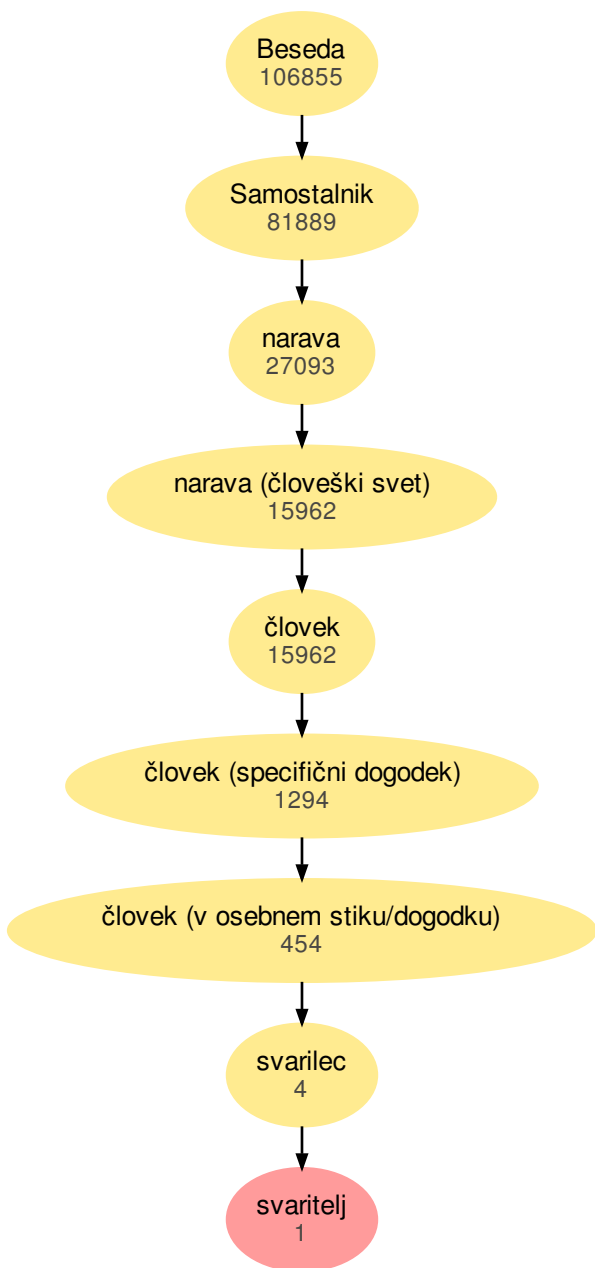 Beseda
106855
Samostalnik
81889
narava
27093
narava (človeški svet)
15962
človek
15962
človek (specifični dogodek)
1294
človek (v osebnem stiku/dogodku)
454
svarilec
4
svaritelj
1